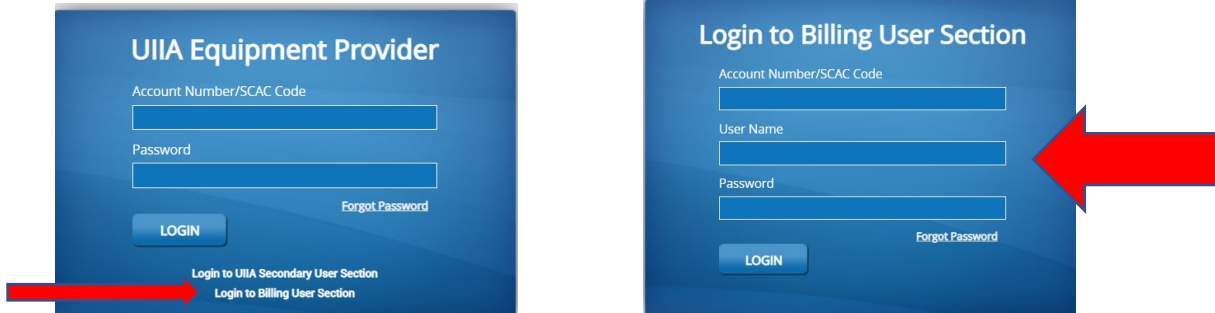 UIIA Equipment Provider
Account Number/SCAC Code
Password
Forgot Password
LOGIN
Login to UIIA Secondary User Section
Login to Billing User Section
Login to Billing User Section
Account Number/SCAC Code
User Name
Password
Forgot Password
LOGIN